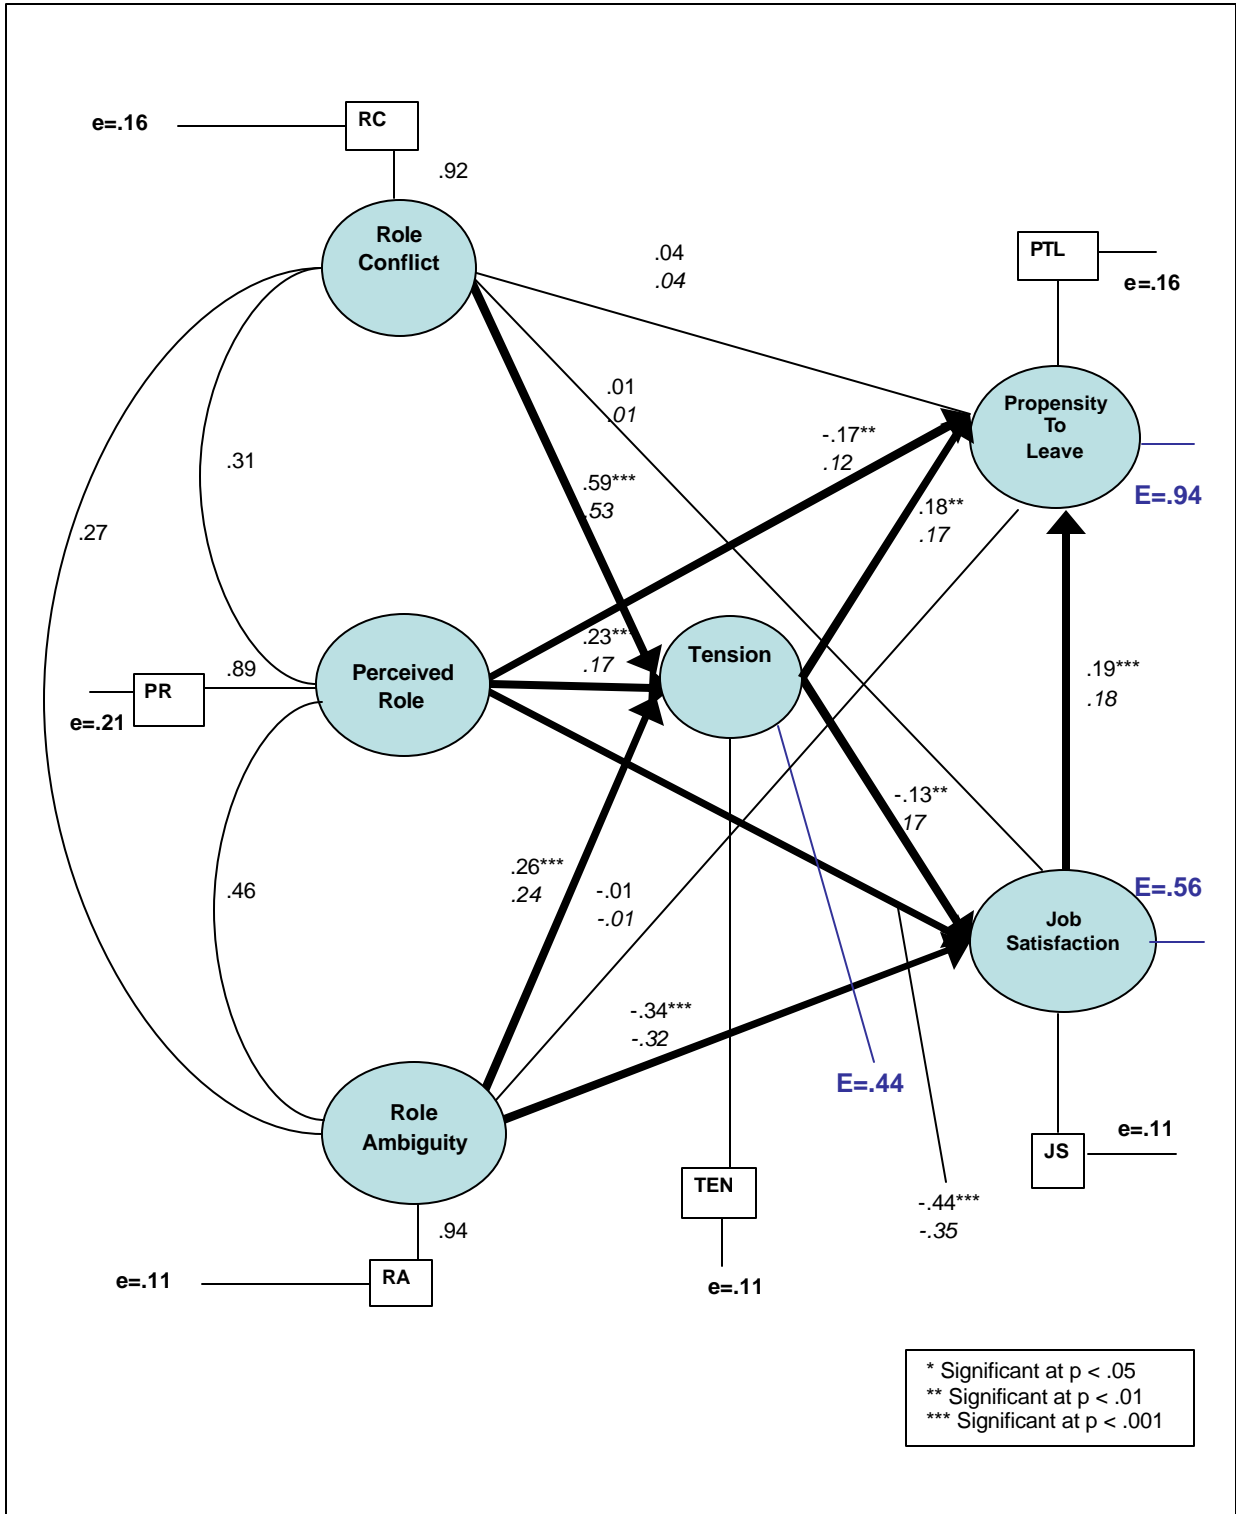 RC
e=.16
.92
Role
Conflict
.04
.04
PTL
e=.16
.01
.01
Propensity
To
Leave
-.17**
.12
.31
.59***
.53
E=.94
.18**
.17
.27
.23***
.17
Tension
.89
Perceived
Role
PR
.19***
.18
e=.21
-.13**
.17
.26***
.24
-.01
-.01
.46
E=.56
Job
Satisfaction
-.34***
-.32
E=.44
Role
Ambiguity
JS
e=.11
TEN
-.44***
-.35
.94
e=.11
RA
e=.11
* Significant at p < .05
** Significant at p < .01
*** Significant at p < .001